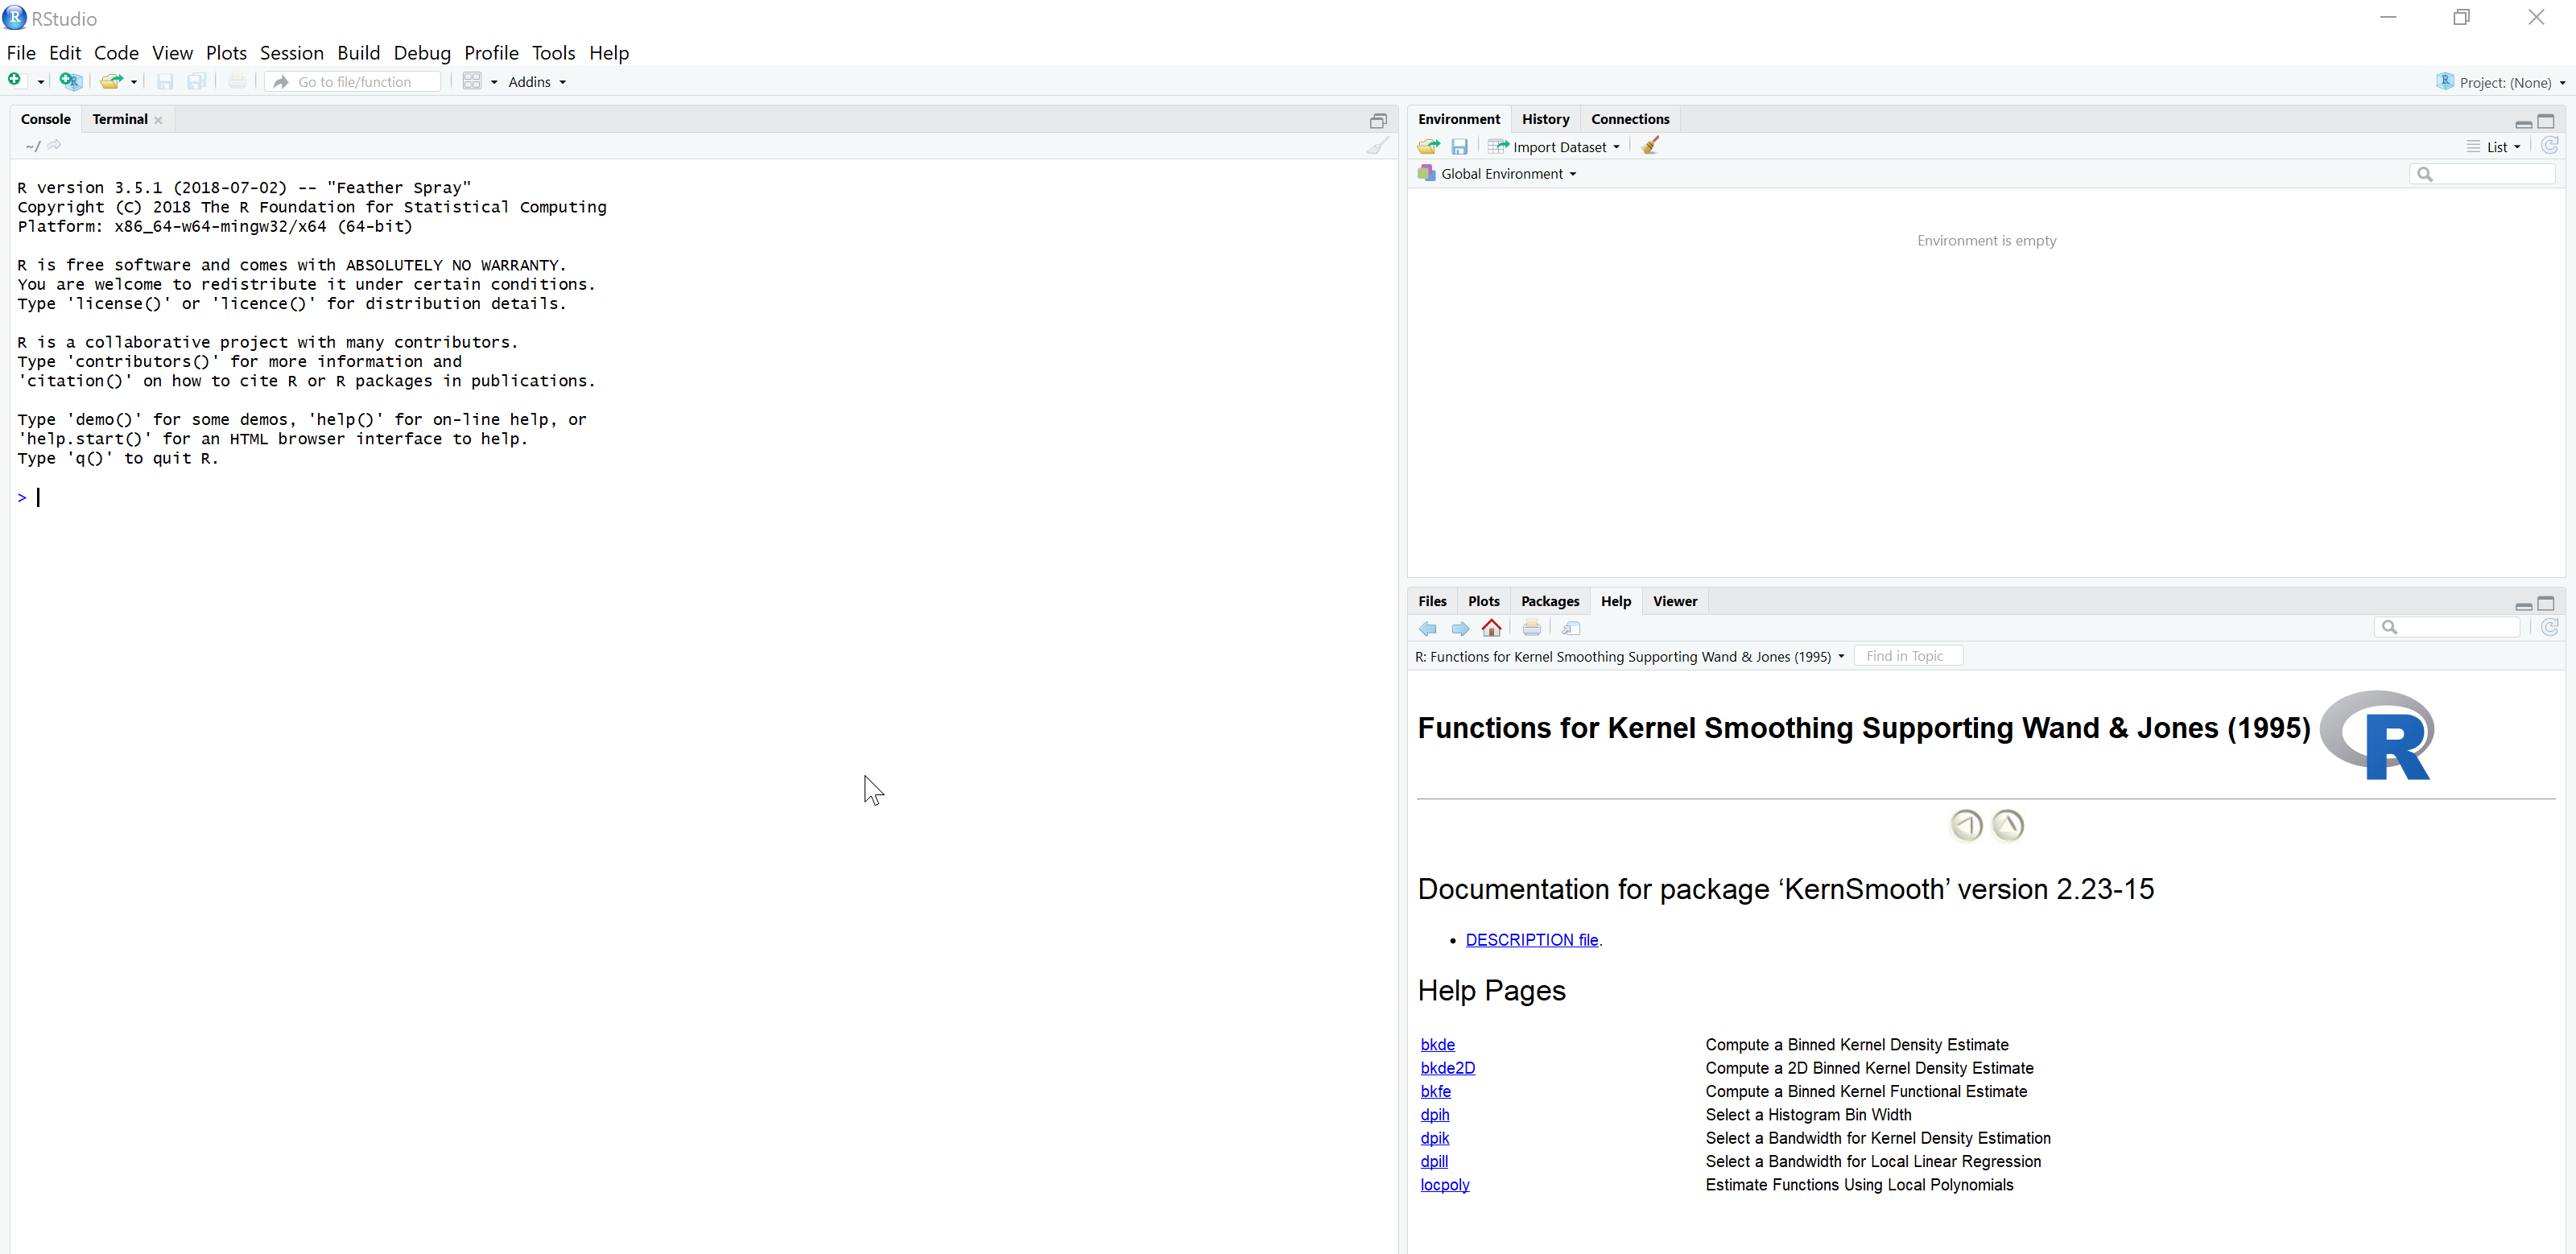 RStudio
File Edit Code View Plots Session Build Debug Profile Tools Help
Go to file/function Addins Project: (None)
Console Terminal
~/
R version 3.5.1 (2018-07-02) -- "Feather Spray"
Copyright (C) 2018 The R Foundation for Statistical Computing
Platform: x86_64-w64-mingw32/x64 (64-bit)
R is free software and comes with ABSOLUTELY NO WARRANTY.
You are welcome to redistribute it under certain conditions.
Type 'license()' or 'licence()' for distribution details.
R is a collaborative project with many contributors.
Type 'contributors()' for more information and
'citation()' on how to cite R or R packages in publications.
Type 'demo()' for some demos, 'help()' for on-line help, or
'help.start()' for an HTML browser interface to help.
Type 'q()' to quit R.
>
Environment History Connections
Import Dataset List
Global Environment
Environment is empty
Files Plots Packages Help Viewer
R: Functions for Kernel Smoothing Supporting Wand & Jones (1995) Find in Topic
Functions for Kernel Smoothing Supporting Wand & Jones (1995) R
Documentation for package ‘KernSmooth’ version 2.23-15
• DESCRIPTION file.
Help Pages
bkde Compute a Binned Kernel Density Estimate
bkde2D Compute a 2D Binned Kernel Density Estimate
bkfe Compute a Binned Kernel Functional Estimate
dpih Select a Histogram Bin Width
dpik Select a Bandwidth for Kernel Density Estimation
dpill Select a Bandwidth for Local Linear Regression
locpoly Estimate Functions Using Local Polynomials